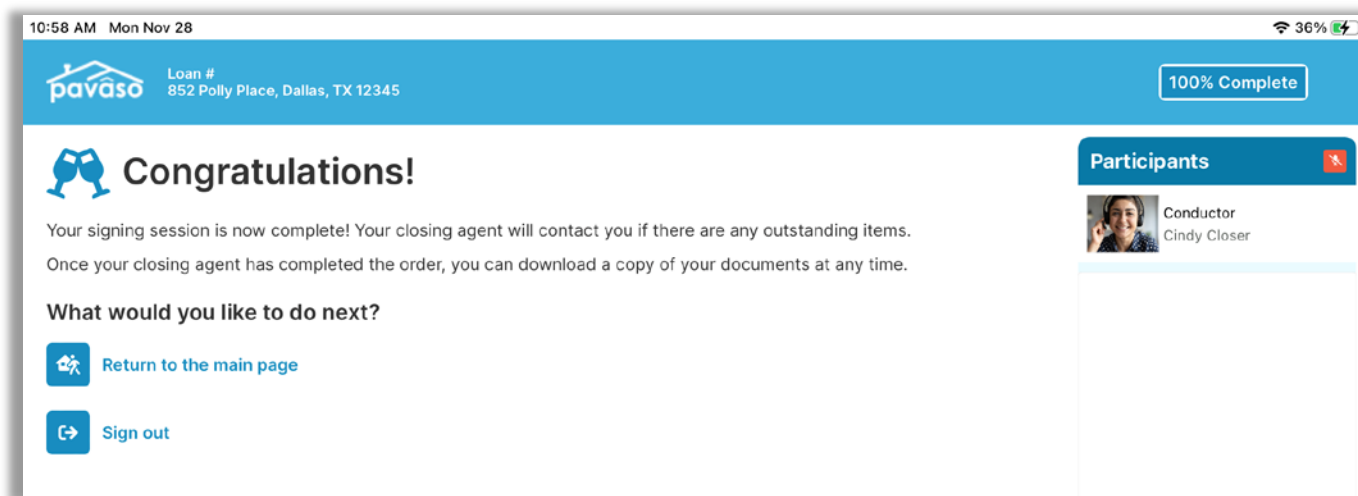 10:58 AM Mon Nov 28
36%
pavaso
Loan #
852 Polly Place, Dallas, TX 12345
100% Complete
Congratulations!
Your signing session is now complete! Your closing agent will contact you if there are any outstanding items.
Once your closing agent has completed the order, you can download a copy of your documents at any time.
What would you like to do next?
Return to the main page
Sign out
Participants
Conductor
Cindy Closer